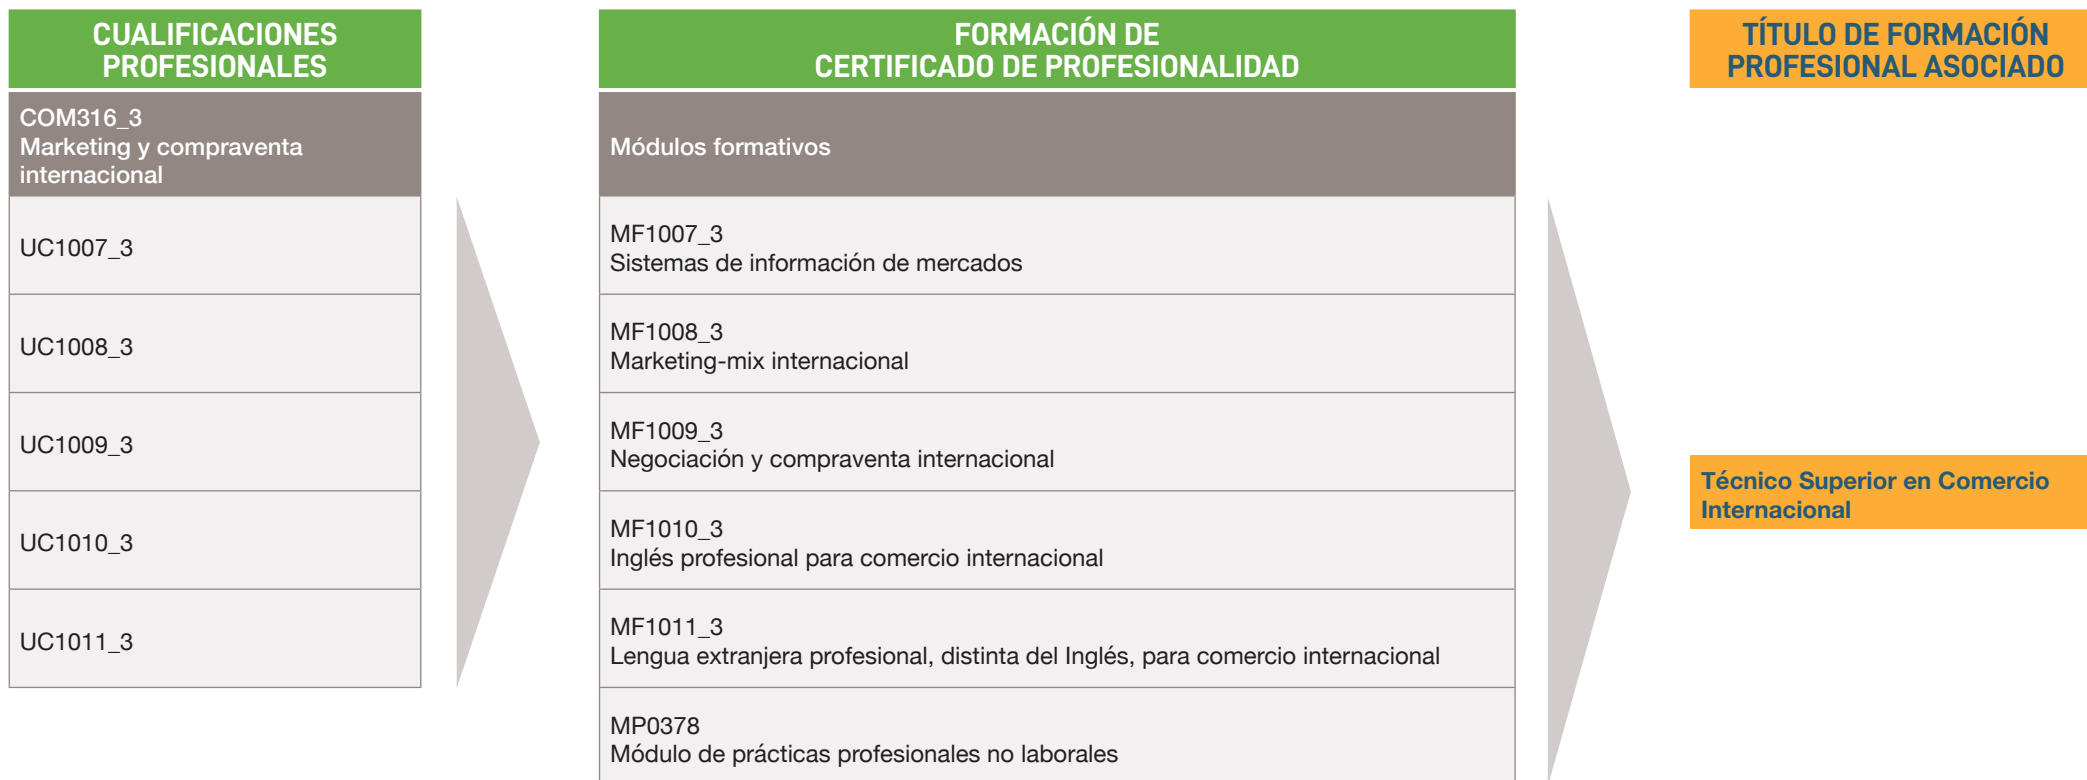 CUALIFICACIONES
PROFESIONALES
COM316_3
Marketing y compraventa
internacional
UC1007_3
UC1008_3
UC1009_3
UC1010_3
UC1011_3
FORMACIÓN DE
CERTIFICADO DE PROFESIONALIDAD
Módulos formativos
MF1007_3
Sistemas de información de mercados
MF1008_3
Marketing-mix internacional
MF1009_3
Negociación y compraventa internacional
MF1010_3
Inglés profesional para comercio internacional
MF1011_3
Lengua extranjera profesional, distinta del Inglés, para comercio internacional
MP0378
Módulo de prácticas profesionales no laborales
TÍTULO DE FORMACIÓN
PROFESIONAL ASOCIADO
Técnico Superior en Comercio
Internacional